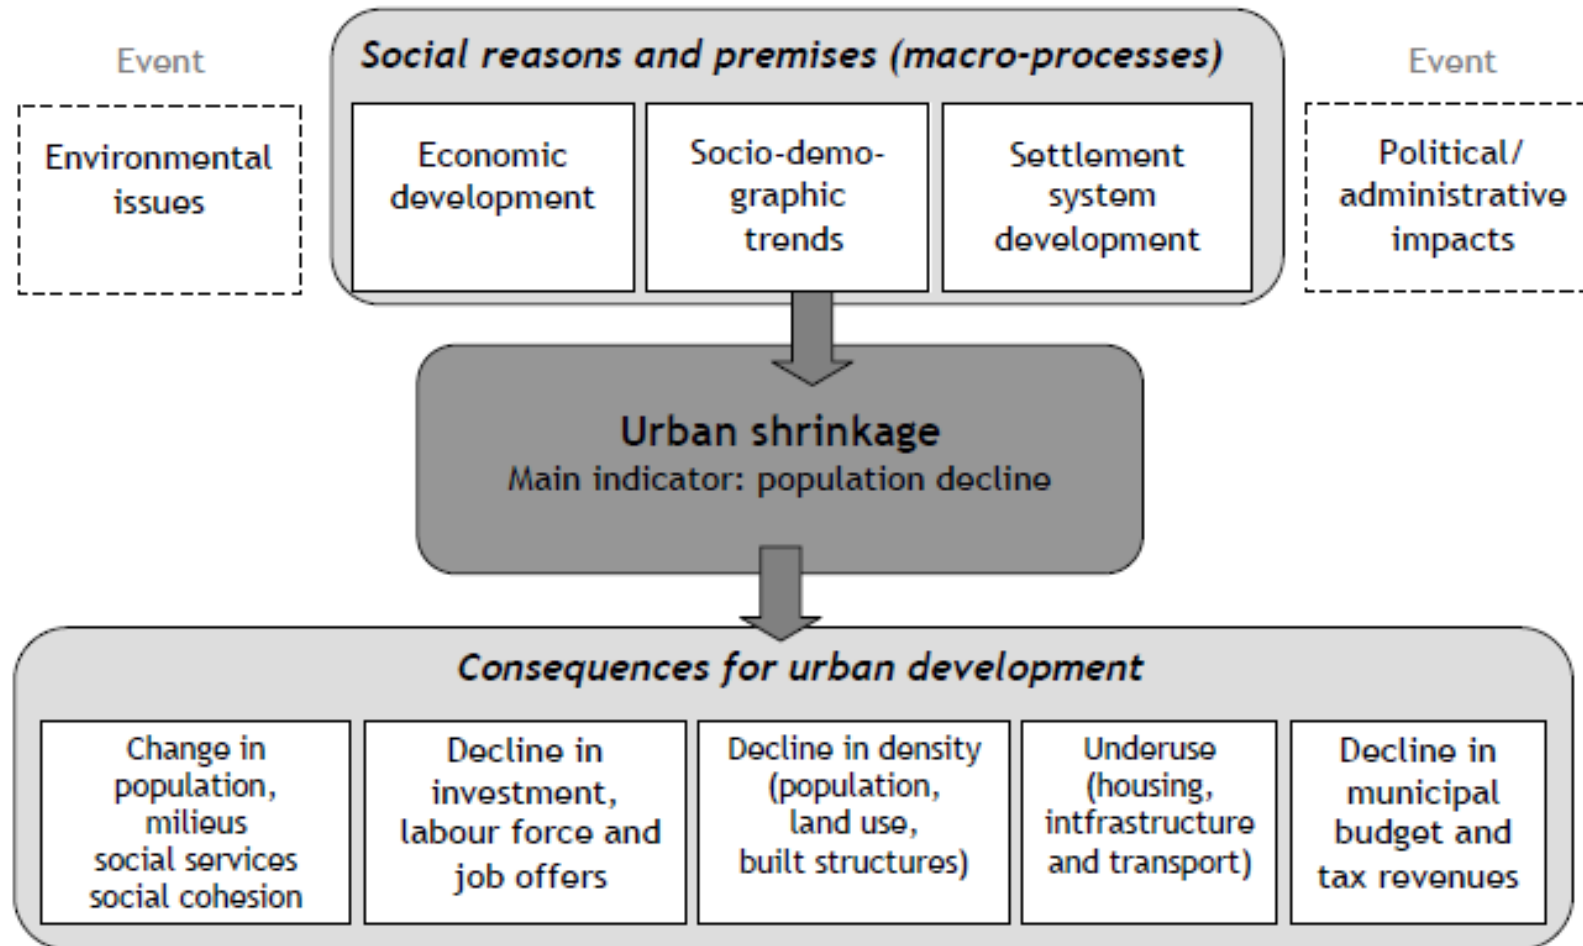 Event
Social reasons and premises (macro-processes)
Event
Environmental
issues
Economic
development
Socio-demo-
graphic
trends
Settlement
system
development
Political/
administrative
impacts
Urban shrinkage
Main indicator: population decline
Consequences for urban development
Change in
population,
milieus
social services
social cohesion
Decline in
investment,
labour force and
job offers
Decline in density
(population,
land use,
built structures)
Underuse
(housing,
intfrastructure
and transport)
Decline in
municipal
budget and
tax revenues